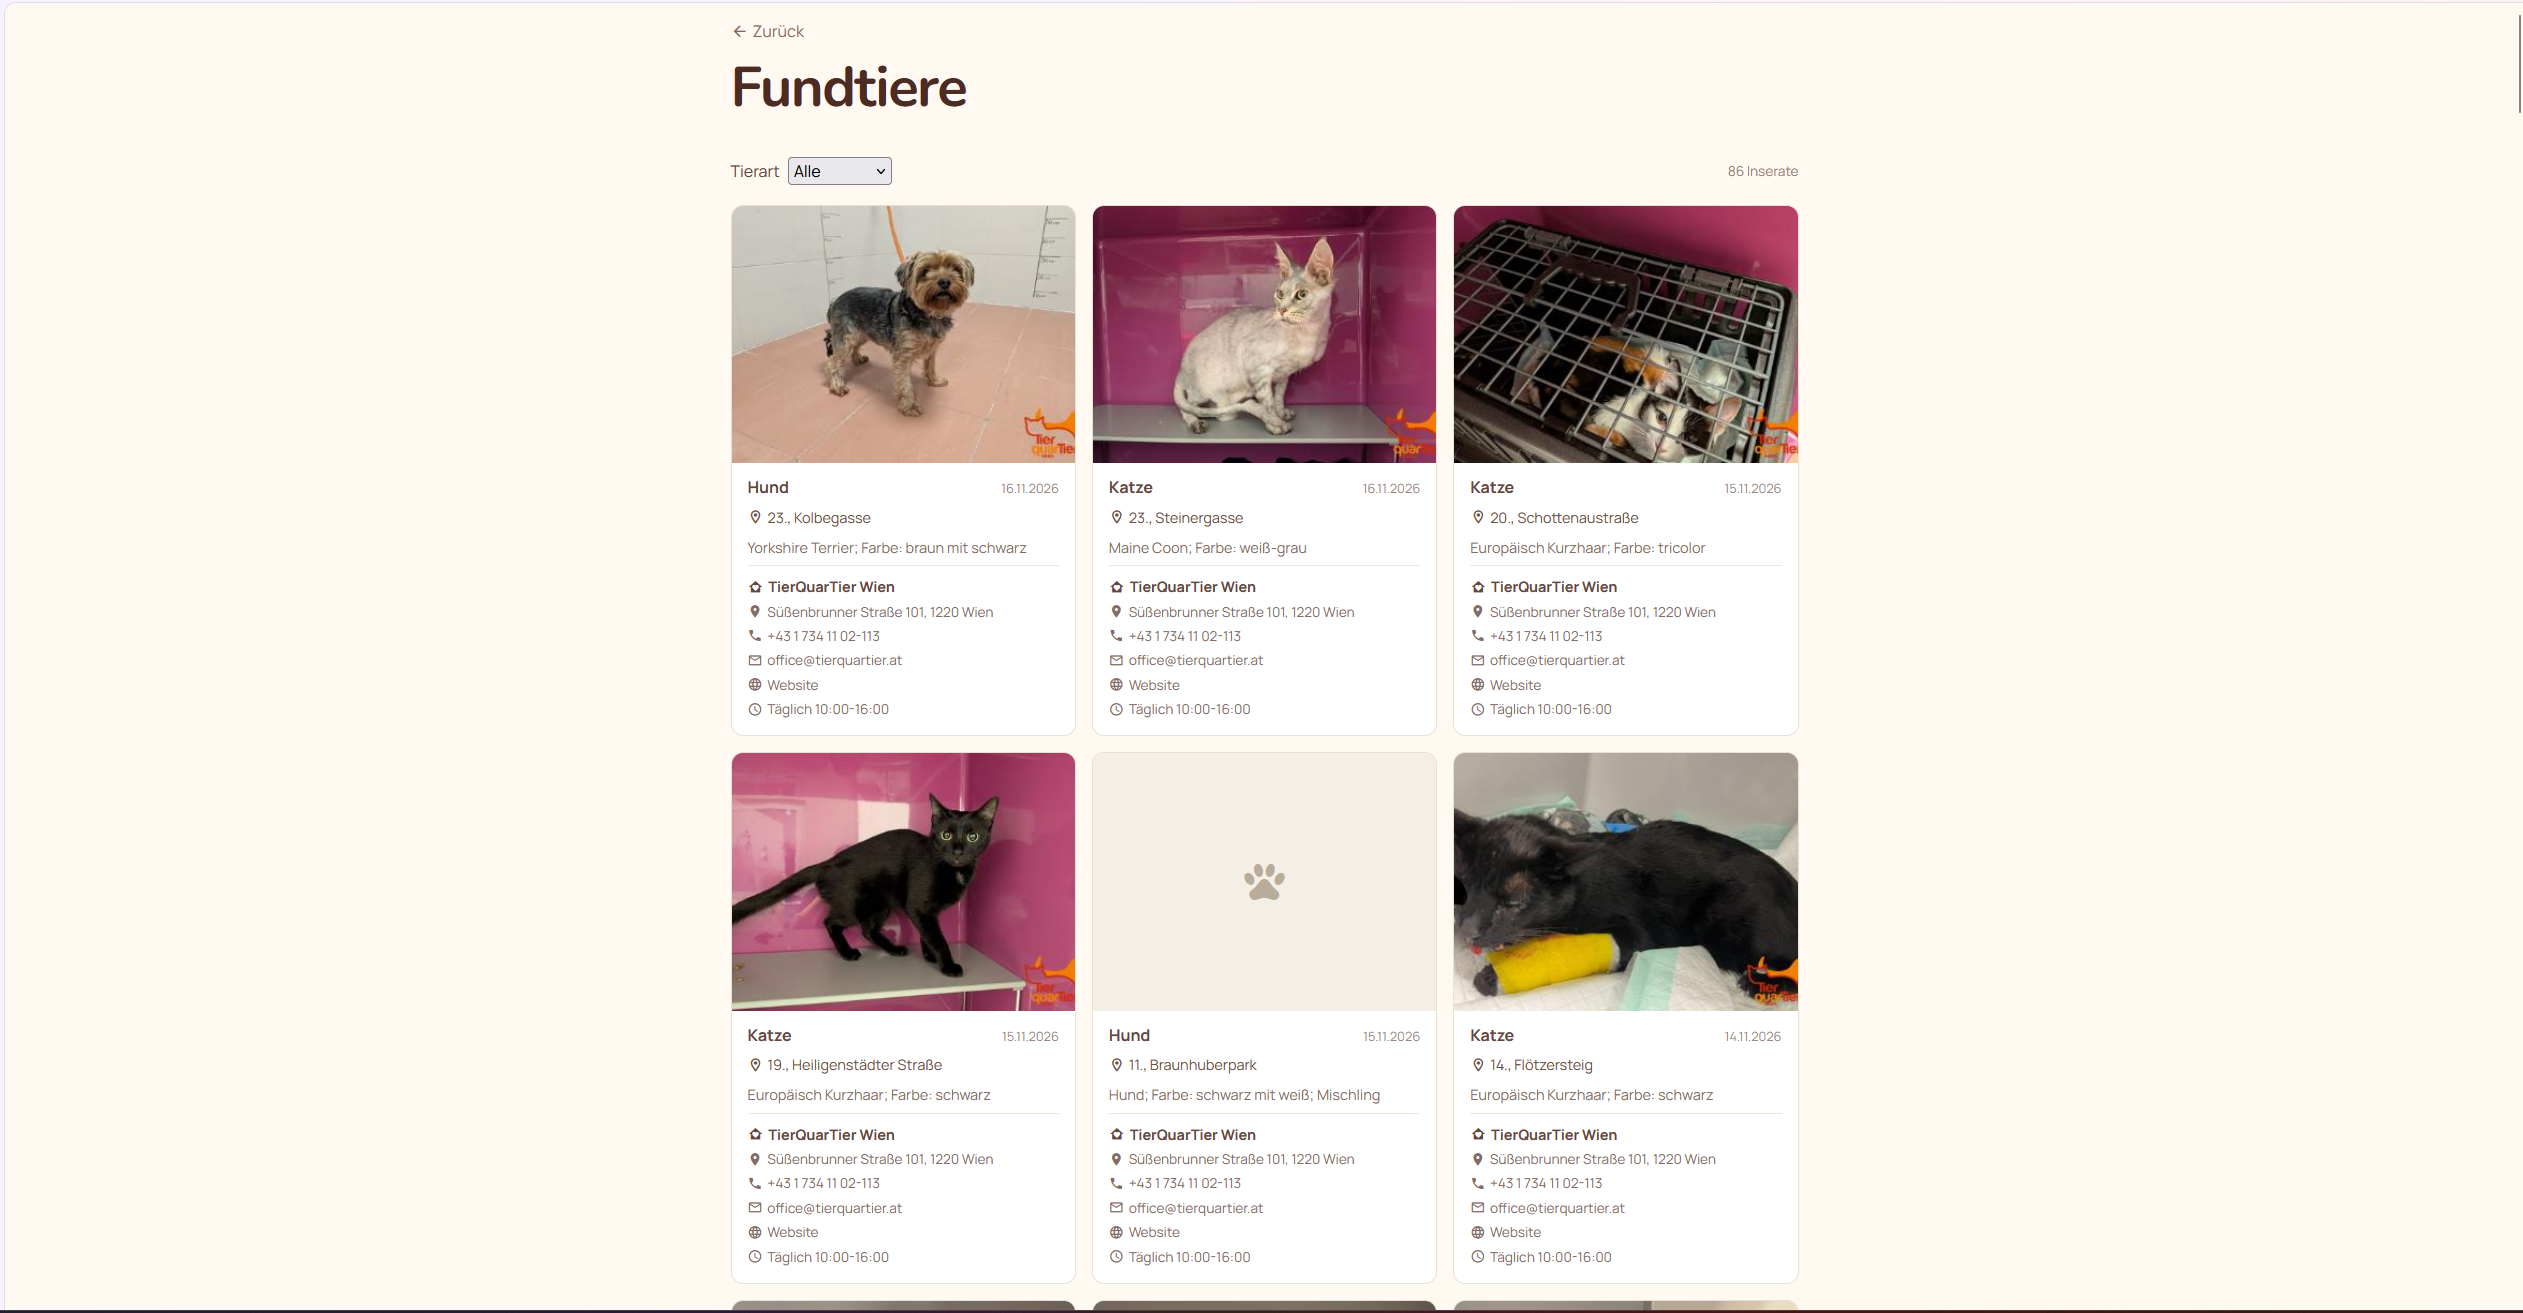 Zurück
Fundtiere
Tierart Alle
86 Inserate
Tier
quarTie
Tier
quar
Tier
quarTie
Hund 16.11.2026
23., Kolbegasse
Yorkshire Terrier; Farbe: braun mit schwarz
TierQuarTier Wien
Süßenbrunner Straße 101, 1220 Wien
+43 1 734 11 02-113
office@tierquartier.at
Website
Täglich 10:00-16:00
Katze 16.11.2026
23., Steinergasse
Maine Coon; Farbe: weiß-grau
TierQuarTier Wien
Süßenbrunner Straße 101, 1220 Wien
+43 1 734 11 02-113
office@tierquartier.at
Website
Täglich 10:00-16:00
Katze 15.11.2026
20., Schottenaustraße
Europäisch Kurzhaar; Farbe: tricolor
TierQuarTier Wien
Süßenbrunner Straße 101, 1220 Wien
+43 1 734 11 02-113
office@tierquartier.at
Website
Täglich 10:00-16:00
Tier
quarTie
Tier
quarTie
Katze 15.11.2026
19., Heiligenstädter Straße
Europäisch Kurzhaar; Farbe: schwarz
TierQuarTier Wien
Süßenbrunner Straße 101, 1220 Wien
+43 1 734 11 02-113
office@tierquartier.at
Website
Täglich 10:00-16:00
Hund 15.11.2026
11., Braunhuberpark
Hund; Farbe: schwarz mit weiß; Mischling
TierQuarTier Wien
Süßenbrunner Straße 101, 1220 Wien
+43 1 734 11 02-113
office@tierquartier.at
Website
Täglich 10:00-16:00
Katze 14.11.2026
14., Flötzersteig
Europäisch Kurzhaar; Farbe: schwarz
TierQuarTier Wien
Süßenbrunner Straße 101, 1220 Wien
+43 1 734 11 02-113
office@tierquartier.at
Website
Täglich 10:00-16:00